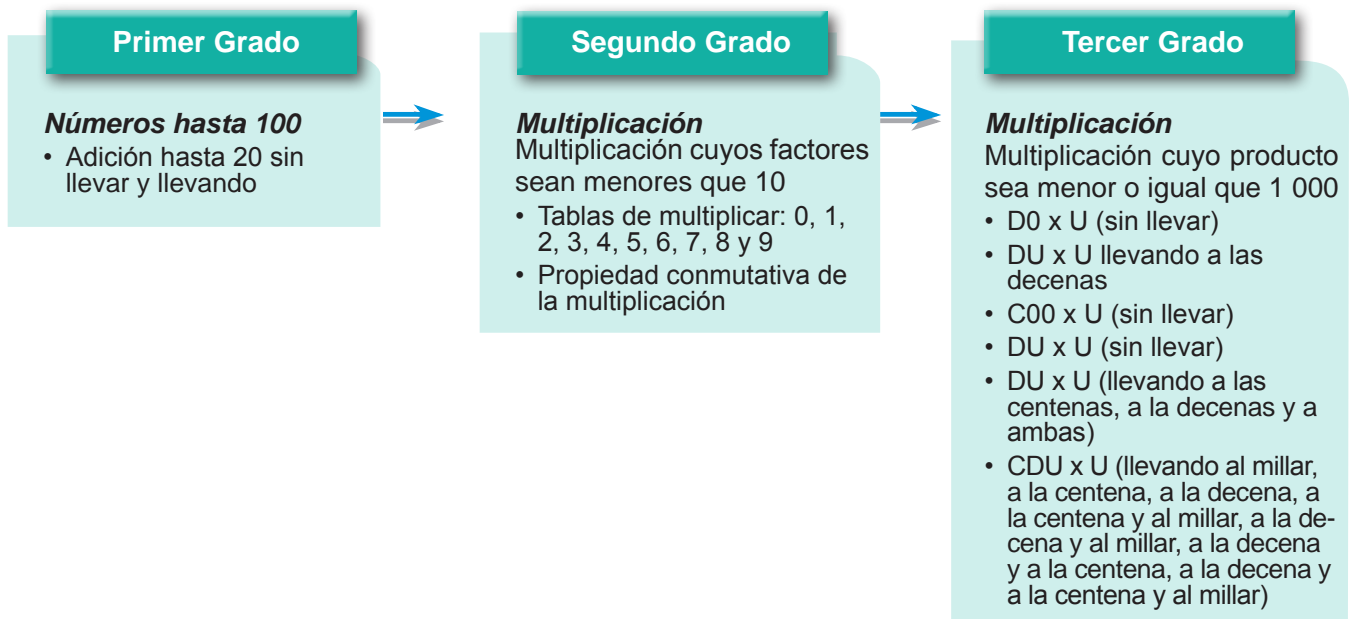 Primer Grado
Números hasta 100
• Adición hasta 20 sin
llevar y llevando
Segundo Grado
Multiplicación
Multiplicación cuyos factores
sean menores que 10
• Tablas de multiplicar: 0, 1,
2, 3, 4, 5, 6, 7, 8 y 9
• Propiedad conmutativa de
la multiplicación
Tercer Grado
Multiplicación
Multiplicación cuyo producto
sea menor o igual que 1 000
• D0 x U (sin llevar)
• DU x U llevando a las
decenas
• C00 x U (sin llevar)
• DU x U (sin llevar)
• DU x U (llevando a las
centenas, a la decenas y a
ambas)
• CDU x U (llevando al millar,
a la centena, a la decena, a
la centena y al millar, a la de-
cena y al millar, a la decena
y a la centena, a la decena y
a la centena y al millar)